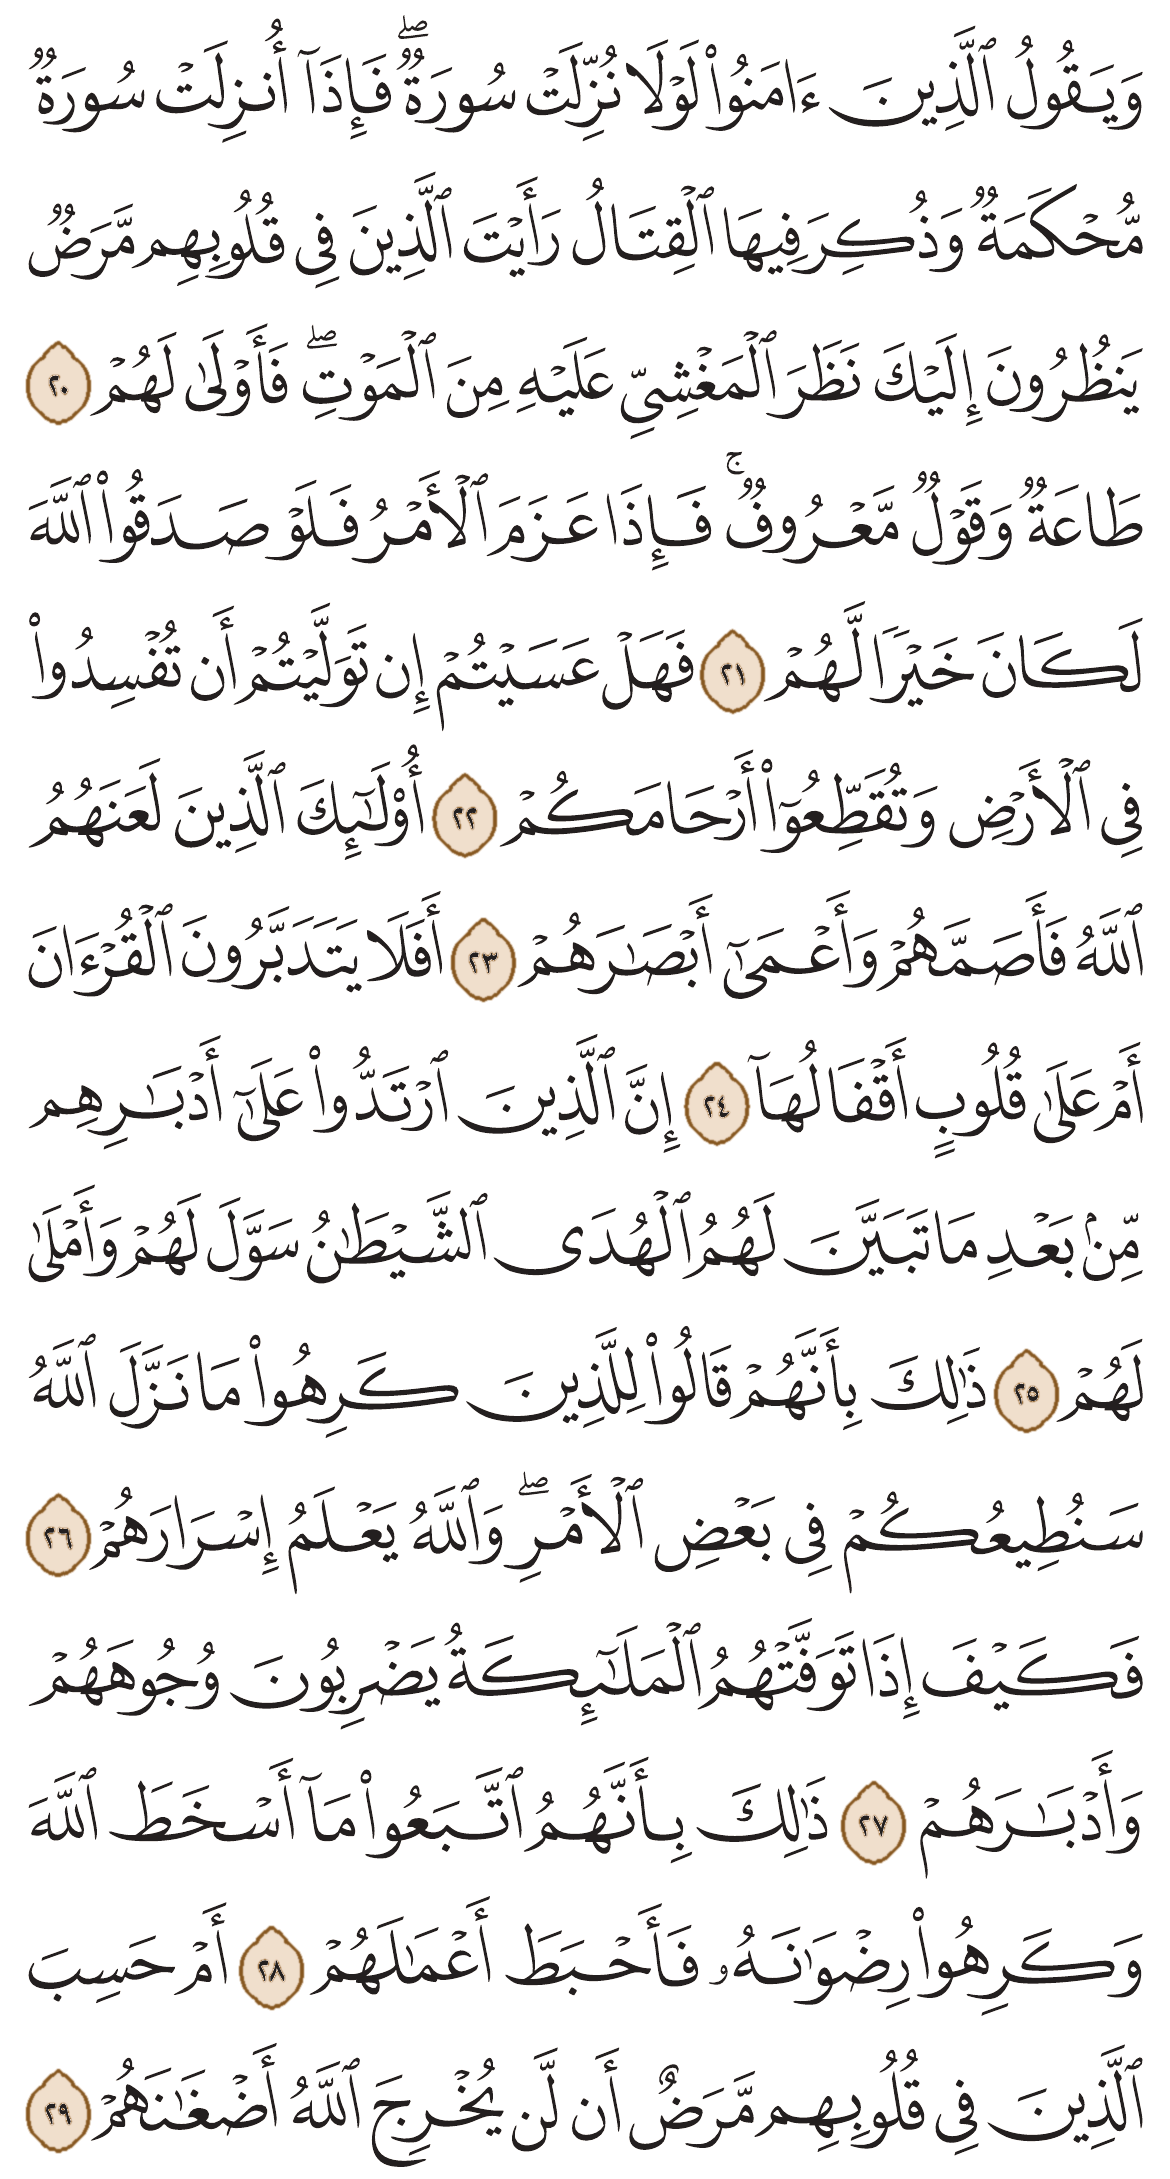 وَيَقُولُ ٱلَّذِينَ ءَامَنُوا۟ لَوْلَا نُزِّلَتْ سُورَةٌۖ فَإِذَآ أُنزِلَتْ سُورَةٌ
مُّحْكَمَةٌ وَذُكِرَ فِيهَا ٱلْقِتَالُ رَأَيْتَ ٱلَّذِينَ فِى قُلُوبِهِم مَّرَضٌ
يَنظُرُونَ إِلَيْكَ نَظَرَ ٱلْمَغْشِىِّ عَلَيْهِ مِنَ ٱلْمَوْتِۖ فَأَوْلَىٰ لَهُمْ ٢٠
طَاعَةٌ وَقَوْلٌ مَّعْرُوفٌۚ فَإِذَا عَزَمَ ٱلْأَمْرُ فَلَوْ صَدَقُوا۟ ٱللَّهَ
لَكَانَ خَيْرًا لَّهُمْ ٢١ فَهَلْ عَسَيْتُمْ إِن تَوَلَّيْتُمْ أَن تُفْسِدُوا۟
فِى ٱلْأَرْضِ وَتُقَطِّعُوٓا۟ أَرْحَامَكُمْ ٢٢ أُو۟لَـٰٓئِكَ ٱلَّذِينَ لَعَنَهُمُ
ٱللَّهُ فَأَصَمَّهُمْ وَأَعْمَىٰٓ أَبْصَـٰرَهُمْ ٢٣ أَفَلَا يَتَدَبَّرُونَ ٱلْقُرْءَانَ
أَمْ عَلَىٰ قُلُوبٍ أَقْفَالُهَآ ٢٤ إِنَّ ٱلَّذِينَ ٱرْتَدُّوا۟ عَلَىٰٓ أَدْبَـٰرِهِم
مِّنۢ بَعْدِ مَا تَبَيَّنَ لَهُمُ ٱلْهُدَى ٱلشَّيْطَـٰنُ سَوَّلَ لَهُمْ وَأَمْلَىٰ
لَهُمْ ٢٥ ذَٰلِكَ بِأَنَّهُمْ قَالُوا۟ لِلَّذِينَ كَرِهُوا۟ مَا نَزَّلَ ٱللَّهُ
سَنُطِيعُكُمْ فِى بَعْضِ ٱلْأَمْرِۖ وَٱللَّهُ يَعْلَمُ إِسْرَارَهُمْ ٢٦
فَكَيْفَ إِذَا تَوَفَّتْهُمُ ٱلْمَلَـٰٓئِكَةُ يَضْرِبُونَ وُجُوهَهُمْ
وَأَدْبَـٰرَهُمْ ٢٧ ذَٰلِكَ بِأَنَّهُمُ ٱتَّبَعُوا۟ مَآ أَسْخَطَ ٱللَّهَ
وَكَرِهُوا۟ رِضْوَٰنَهُۥ فَأَحْبَطَ أَعْمَـٰلَهُمْ ٢٨ أَمْ حَسِبَ
ٱلَّذِينَ فِى قُلُوبِهِم مَّرَضٌ أَن لَّن يُخْرِجَ ٱللَّهُ أَضْغَـٰنَهُمْ ٢٩